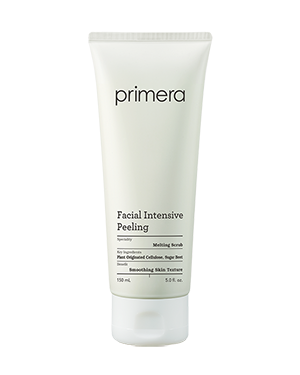 primera
Facial Intensive
Peeling
Speciality
Melting Scrub
Key Ingredients
Plant Originated Cellulose, Sugar Beet
Benefit
Smoothing Skin Texture
150 mL 5.0 fl. oz.